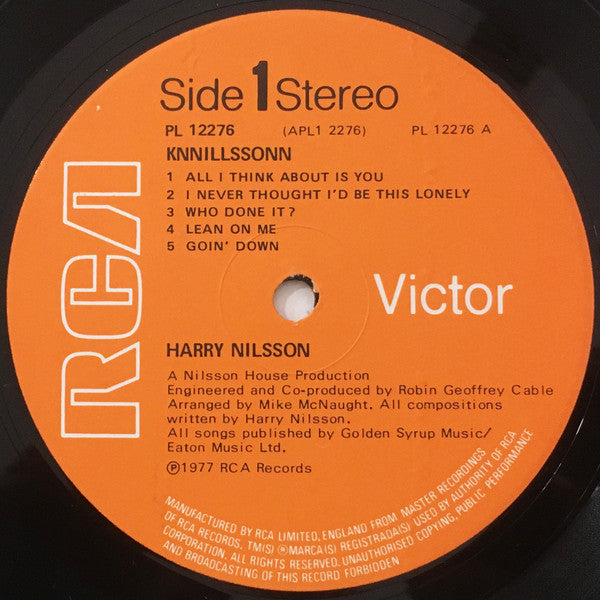 Side 1 Stereo
PL 12276 (APL1 2276) PL 12276 A
KNNILLSSONN
1 ALL I THINK ABOUT IS YOU
2 I NEVER THOUGHT I'D BE THIS LONELY
3 WHO DONE IT?
4 LEAN ON ME
5 GOIN' DOWN
RCA
Victor
HARRY NILSSON
A Nilsson House Production
Engineered and Co-produced by Robin Geoffrey Cable
Arranged by Mike McNaught. All compositions
written by Harry Nilsson.
All songs published by Golden Syrup Music/
Eaton Music Ltd.
℗1977 RCA Records
MANUFACTURED BY RCA LIMITED, ENGLAND FROM MASTER RECORDINGS
OF RCA RECORDS, TM(S) ® MARCA(S) REGISTRADA(S) USED BY AUTHORITY OF RCA
CORPORATION. ALL RIGHTS RESERVED. UNAUTHORISED COPYING, PUBLIC PERFORMANCE
AND BROADCASTING OF THIS RECORD FORBIDDEN